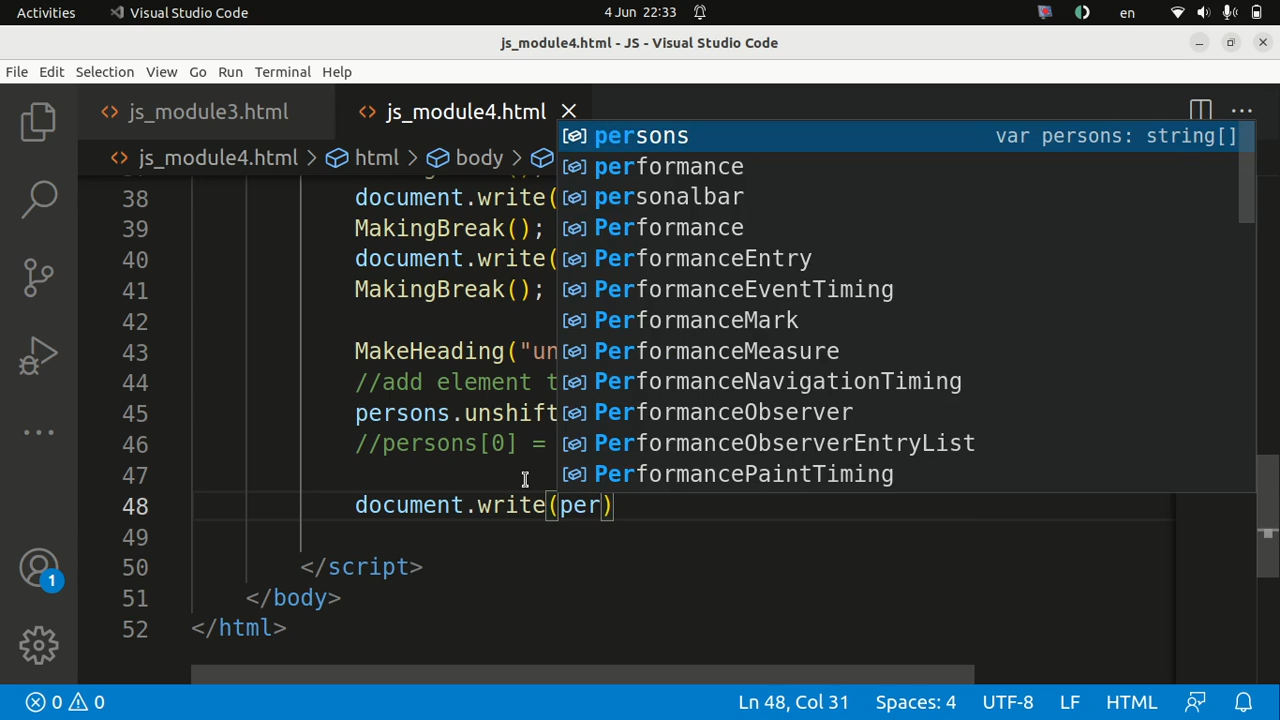 Activities Visual Studio Code 4 Jun 22:33 en
js_module4.html - JS - Visual Studio Code
File Edit Selection View Go Run Terminal Help
js_module3.html js_module4.html
js_module4.html > html > body >
38 document.write(
39 MakingBreak();
40 document.write(
41 MakingBreak();
42
43 MakeHeading("un
44 //add element t
45 persons.unshift
46 //persons[0] =
47
48 document.write(per)
49
50 </script>
51 </body>
52 </html>
persons var persons: string[]
performance
personalbar
Performance
PerformanceEntry
PerformanceEventTiming
PerformanceMark
PerformanceMeasure
PerformanceNavigationTiming
PerformanceObserver
PerformanceObserverEntryList
PerformancePaintTiming
1
0 0 Ln 48, Col 31 Spaces: 4 UTF-8 LF HTML